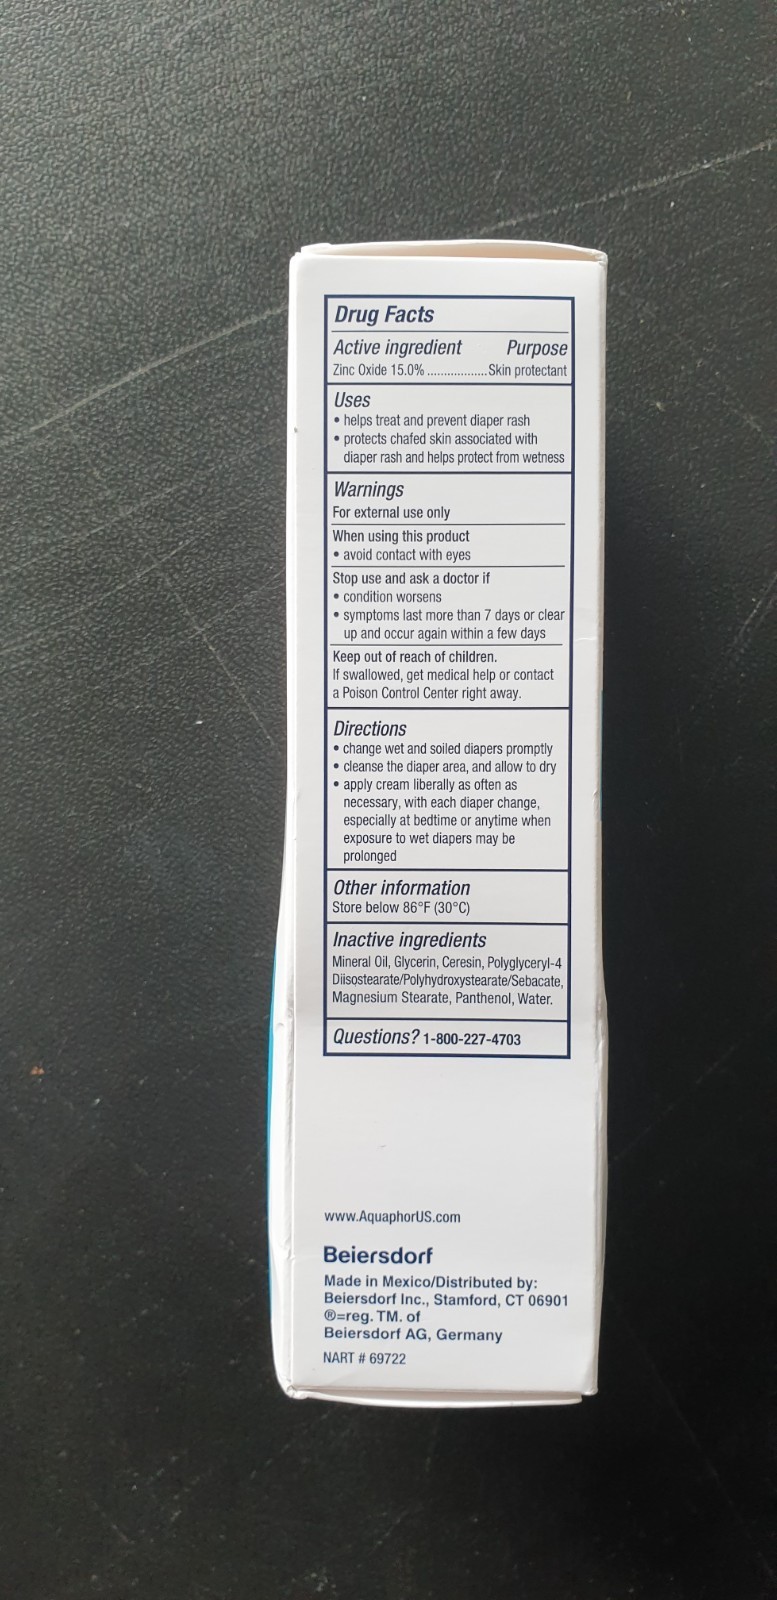 Drug Facts
Active ingredient Purpose
Zinc Oxide 15.0%..................Skin protectant
Uses
• helps treat and prevent diaper rash
• protects chafed skin associated with
diaper rash and helps protect from wetness
Warnings
For external use only
When using this product
• avoid contact with eyes
Stop use and ask a doctor if
• condition worsens
• symptoms last more than 7 days or clear
up and occur again within a few days
Keep out of reach of children.
If swallowed, get medical help or contact
a Poison Control Center right away.
Directions
• change wet and soiled diapers promptly
• cleanse the diaper area, and allow to dry
• apply cream liberally as often as
necessary, with each diaper change,
especially at bedtime or anytime when
exposure to wet diapers may be
prolonged
Other information
Store below 86°F (30°C)
Inactive ingredients
Mineral Oil, Glycerin, Ceresin, Polyglyceryl-4
Diisostearate/Polyhydroxystearate/Sebacate,
Magnesium Stearate, Panthenol, Water.
Questions? 1-800-227-4703
www.AquaphorUS.com
Beiersdorf
Made in Mexico/Distributed by:
Beiersdorf Inc., Stamford, CT 06901
®=reg. TM. of
Beiersdorf AG, Germany
NART # 69722